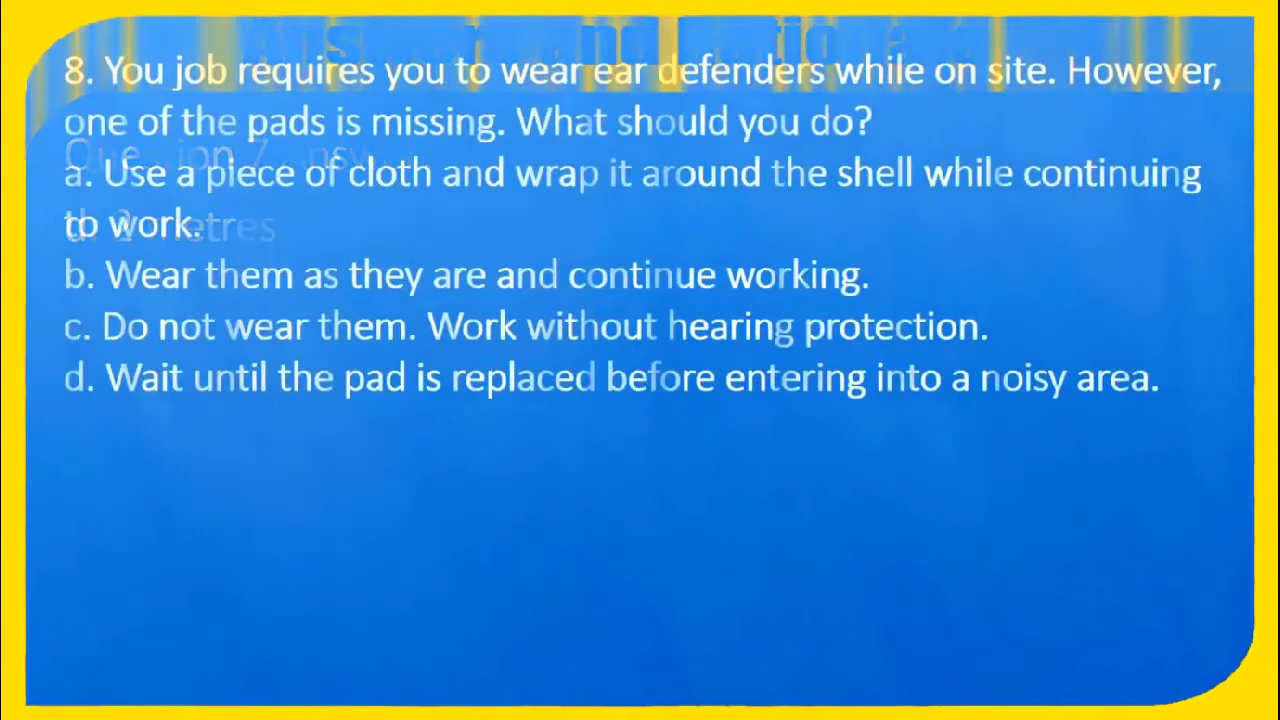 8. You job requires you to wear ear defenders while on site. However,
one of the pads is missing. What should you do?
a. Use a piece of cloth and wrap it around the shell while continuing
to work.
b. Wear them as they are and continue working.
c. Do not wear them. Work without hearing protection.
d. Wait until the pad is replaced before entering into a noisy area.